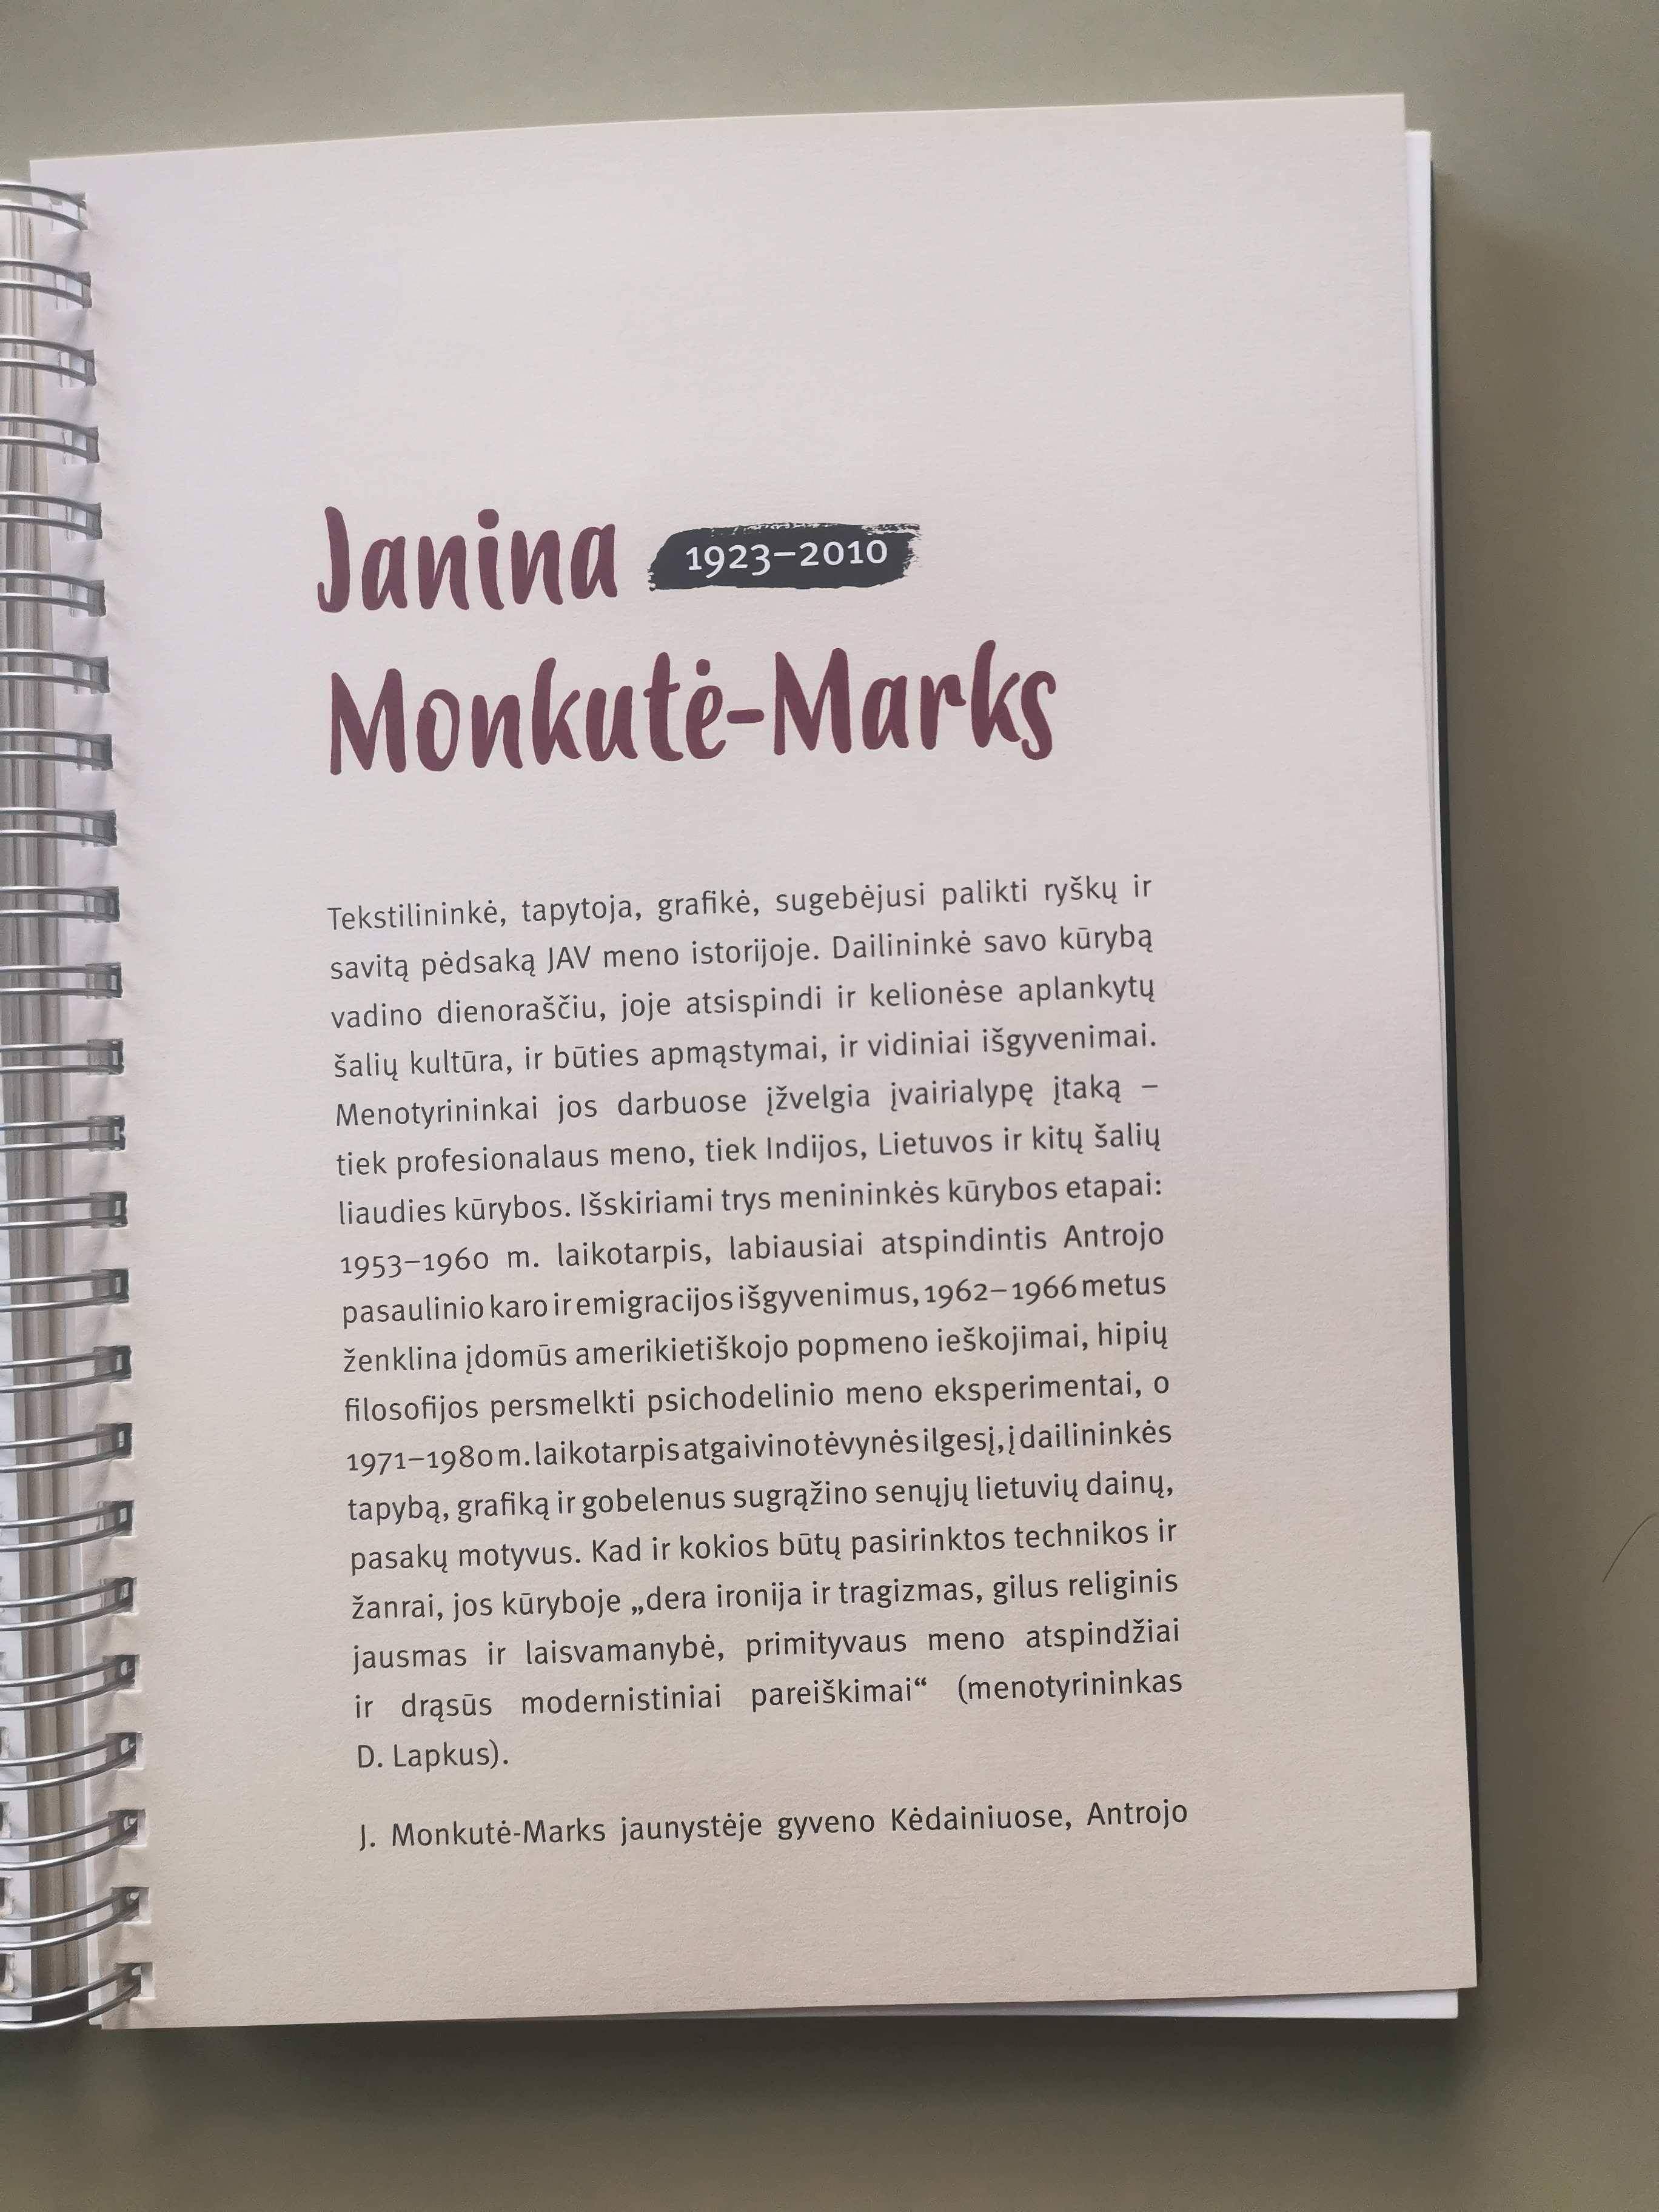 Janina 1923–2010
Monkutė-Marks
Tekstilininkė, tapytoja, grafikė, sugebėjusi palikti ryškų ir
savitą pėdsaką JAV meno istorijoje. Dailininkė savo kūrybą
vadino dienoraščiu, joje atsispindi ir kelionėse aplankytų
šalių kultūra, ir būties apmąstymai, ir vidiniai išgyvenimai.
Menotyrininkai jos darbuose įžvelgia įvairialypę įtaką –
tiek profesionalaus meno, tiek Indijos, Lietuvos ir kitų šalių
liaudies kūrybos. Išskiriami trys menininkės kūrybos etapai:
1953–1960 m. laikotarpis, labiausiai atspindintis Antrojo
pasaulinio karo ir emigracijos išgyvenimus, 1962–1966 metus
ženklina įdomūs amerikietiškojo popmeno ieškojimai, hipių
filosofijos persmelkti psichodelinio meno eksperimentai, o
1971–1980 m. laikotarpis atgaivino tėvynės ilgesį, į dailininkės
tapybą, grafiką ir gobelenus sugrąžino senųjų lietuvių dainų,
pasakų motyvus. Kad ir kokios būtų pasirinktos technikos ir
žanrai, jos kūryboje „dera ironija ir tragizmas, gilus religinis
jausmas ir laisvamanybė, primityvaus meno atspindžiai
ir drąsūs modernistiniai pareiškimai“ (menotyrininkas
D. Lapkus).
J. Monkutė-Marks jaunystėje gyveno Kėdainiuose, Antrojo